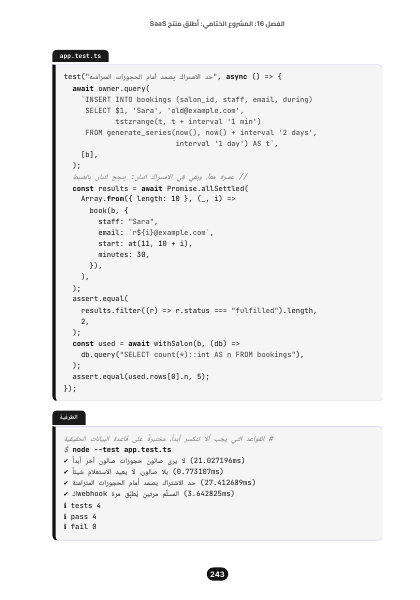 الفصل 16: المشروع الختامي: أطلق منتج SaaS
app.test.ts
test("حد الاشتراك يصمد أمام الحجوزات المتزامنة", async () => {
await owner.query(
`INSERT INTO bookings (salon_id, staff, email, during)
SELECT $1, 'Sara', 'old@example.com',
tstzrange(t, t + interval '1 min')
FROM generate_series(now(), now() + interval '2 days',
interval '1 day') AS t`,
[b],
);
// عشرة معاً، وبقي في الاشتراك اثنان: ينجح اثنان بالضبط
const results = await Promise.allSettled(
Array.from({ length: 10 }, (_, i) =>
book(b, {
staff: "Sara",
email: `r${i}@example.com`,
start: at(11, 10 + i),
minutes: 30,
}),
),
);
assert.equal(
results.filter((r) => r.status === "fulfilled").length,
2,
);
const used = await withSalon(b, (db) =>
db.query("SELECT count(*)::int AS n FROM bookings"),
);
assert.equal(used.rows[0].n, 5);
});
الطرفية
# القواعد التي يجب ألا تنكسر أبداً، مختبرةً على قاعدة البيانات الحقيقية
$ node --test app.test.ts
✔ لا يرى صالون حجوزات صالون آخر أبداً (21.027196ms)
✔ بلا صالون، لا يعيد الاستعلام شيئاً (0.773107ms)
✔ حد الاشتراك يصمد أمام الحجوزات المتزامنة (27.412689ms)
✔ الـwebhook المسلَّم مرتين يُطبَّق مرة (3.642825ms)
ℹ tests 4
ℹ pass 4
ℹ fail 0
243